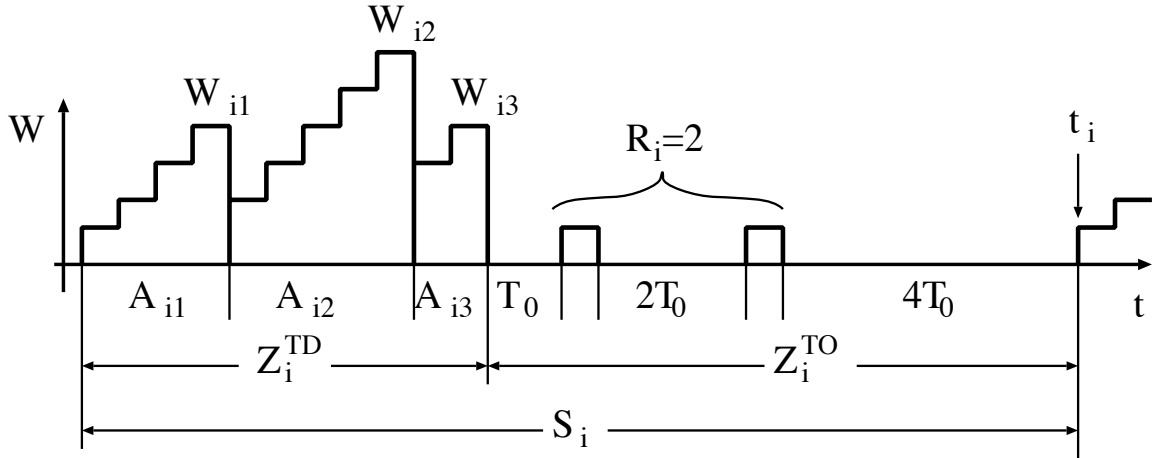 W
W i1
W i2
W i3
R i=2
t i
A i1
A i2
A i3
T 0
2T 0
4T 0
t
Z i TD
Z i TO
S i